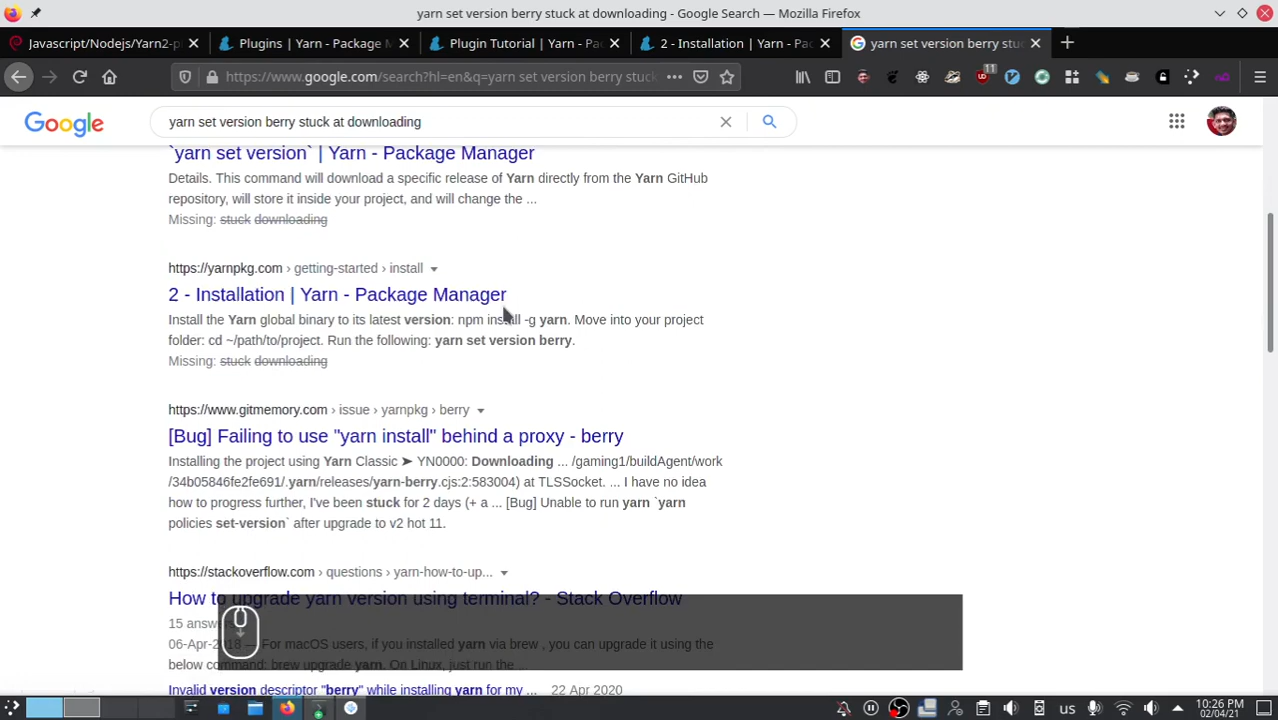 yarn set version berry stuck at downloading - Google Search — Mozilla Firefox
Javascript/Nodejs/Yarn2-p
Plugins | Yarn - Package M
Plugin Tutorial | Yarn - Pac
2 - Installation | Yarn - Pac
yarn set version berry stuc
https://www.google.com/search?hl=en&q=yarn set version berry stuck
11
Google
yarn set version berry stuck at downloading
`yarn set version` | Yarn - Package Manager
Details. This command will download a specific release of Yarn directly from the Yarn GitHub
repository, will store it inside your project, and will change the ...
Missing: stuck downloading
https://yarnpkg.com › getting-started › install
2 - Installation | Yarn - Package Manager
Install the Yarn global binary to its latest version: npm install -g yarn. Move into your project
folder: cd ~/path/to/project. Run the following: yarn set version berry.
Missing: stuck downloading
https://www.gitmemory.com › issue › yarnpkg › berry
[Bug] Failing to use "yarn install" behind a proxy - berry
Installing the project using Yarn Classic ➤ YN0000: Downloading ... /gaming1/buildAgent/work
/34b05846fe2fe691/.yarn/releases/yarn-berry.cjs:2:583004) at TLSSocket. ... I have no idea
how to progress further, I've been stuck for 2 days (+ a ... [Bug] Unable to run yarn `yarn
policies set-version` after upgrade to v2 hot 11.
https://stackoverflow.com › questions › yarn-how-to-up...
How to upgrade yarn version using terminal? - Stack Overflow
15 answers
06-Apr-2018 — For macOS users, if you installed yarn via brew , you can upgrade it using the
below command: brew upgrade yarn. On Linux, just run the ...
Invalid version descriptor "berry" while installing yarn for my ... 22 Apr 2020
us
10:26 PM
02/04/21